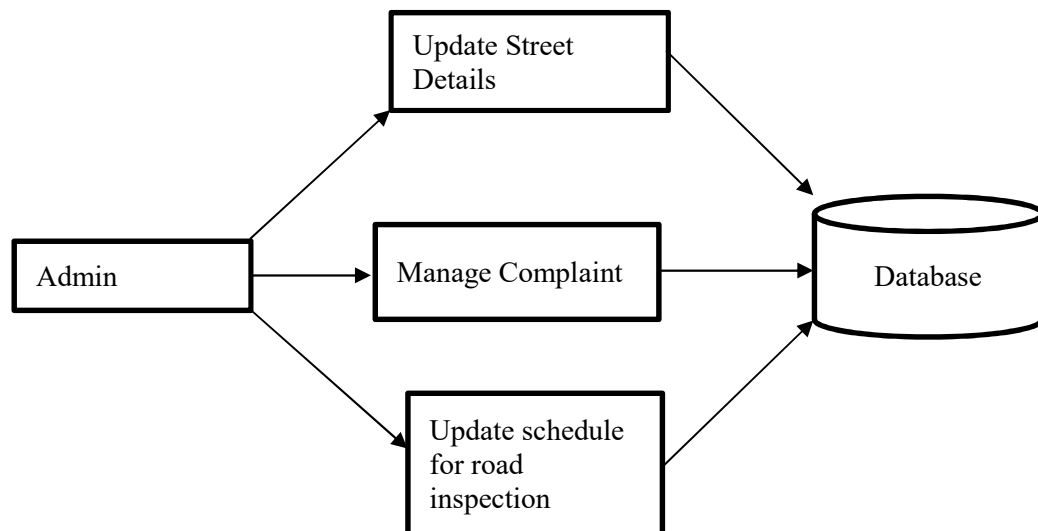 Update Street
Details
Admin
Manage Complaint
Database
Update schedule
for road
inspection